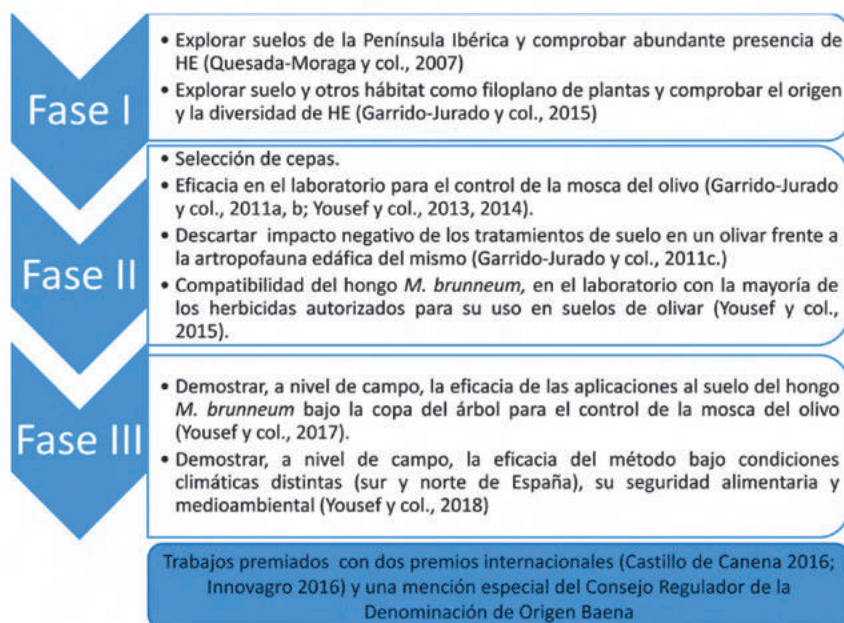 Fase I
• Explorar suelos de la Península Ibérica y comprobar abundante presencia de
HE (Quesada-Moraga y col., 2007)
• Explorar suelo y otros hábitat como filoplano de plantas y comprobar el origen
y la diversidad de HE (Garrido-Jurado y col., 2015)
Fase II
• Selección de cepas.
• Eficacia en el laboratorio para el control de la mosca del olivo (Garrido-Jurado
y col., 2011a, b; Yousef y col., 2013, 2014).
• Descartar impacto negativo de los tratamientos de suelo en un olivar frente a
la artropofauna edáfica del mismo (Garrido-Jurado y col., 2011c.)
• Compatibilidad del hongo M. brunneum, en el laboratorio con la mayoría de
los herbicidas autorizados para su uso en suelos de olivar (Yousef y col.,
2015).
Fase III
• Demostrar, a nivel de campo, la eficacia de las aplicaciones al suelo del hongo
M. brunneum bajo la copa del árbol para el control de la mosca del olivo
(Yousef y col., 2017).
• Demostrar, a nivel de campo, la eficacia del método bajo condiciones
climáticas distintas (sur y norte de España), su seguridad alimentaria y
medioambiental (Yousef y col., 2018)
Trabajos premiados con dos premios internacionales (Castillo de Canena 2016;
Innovagro 2016) y una mención especial del Consejo Regulador de la
Denominación de Origen Baena